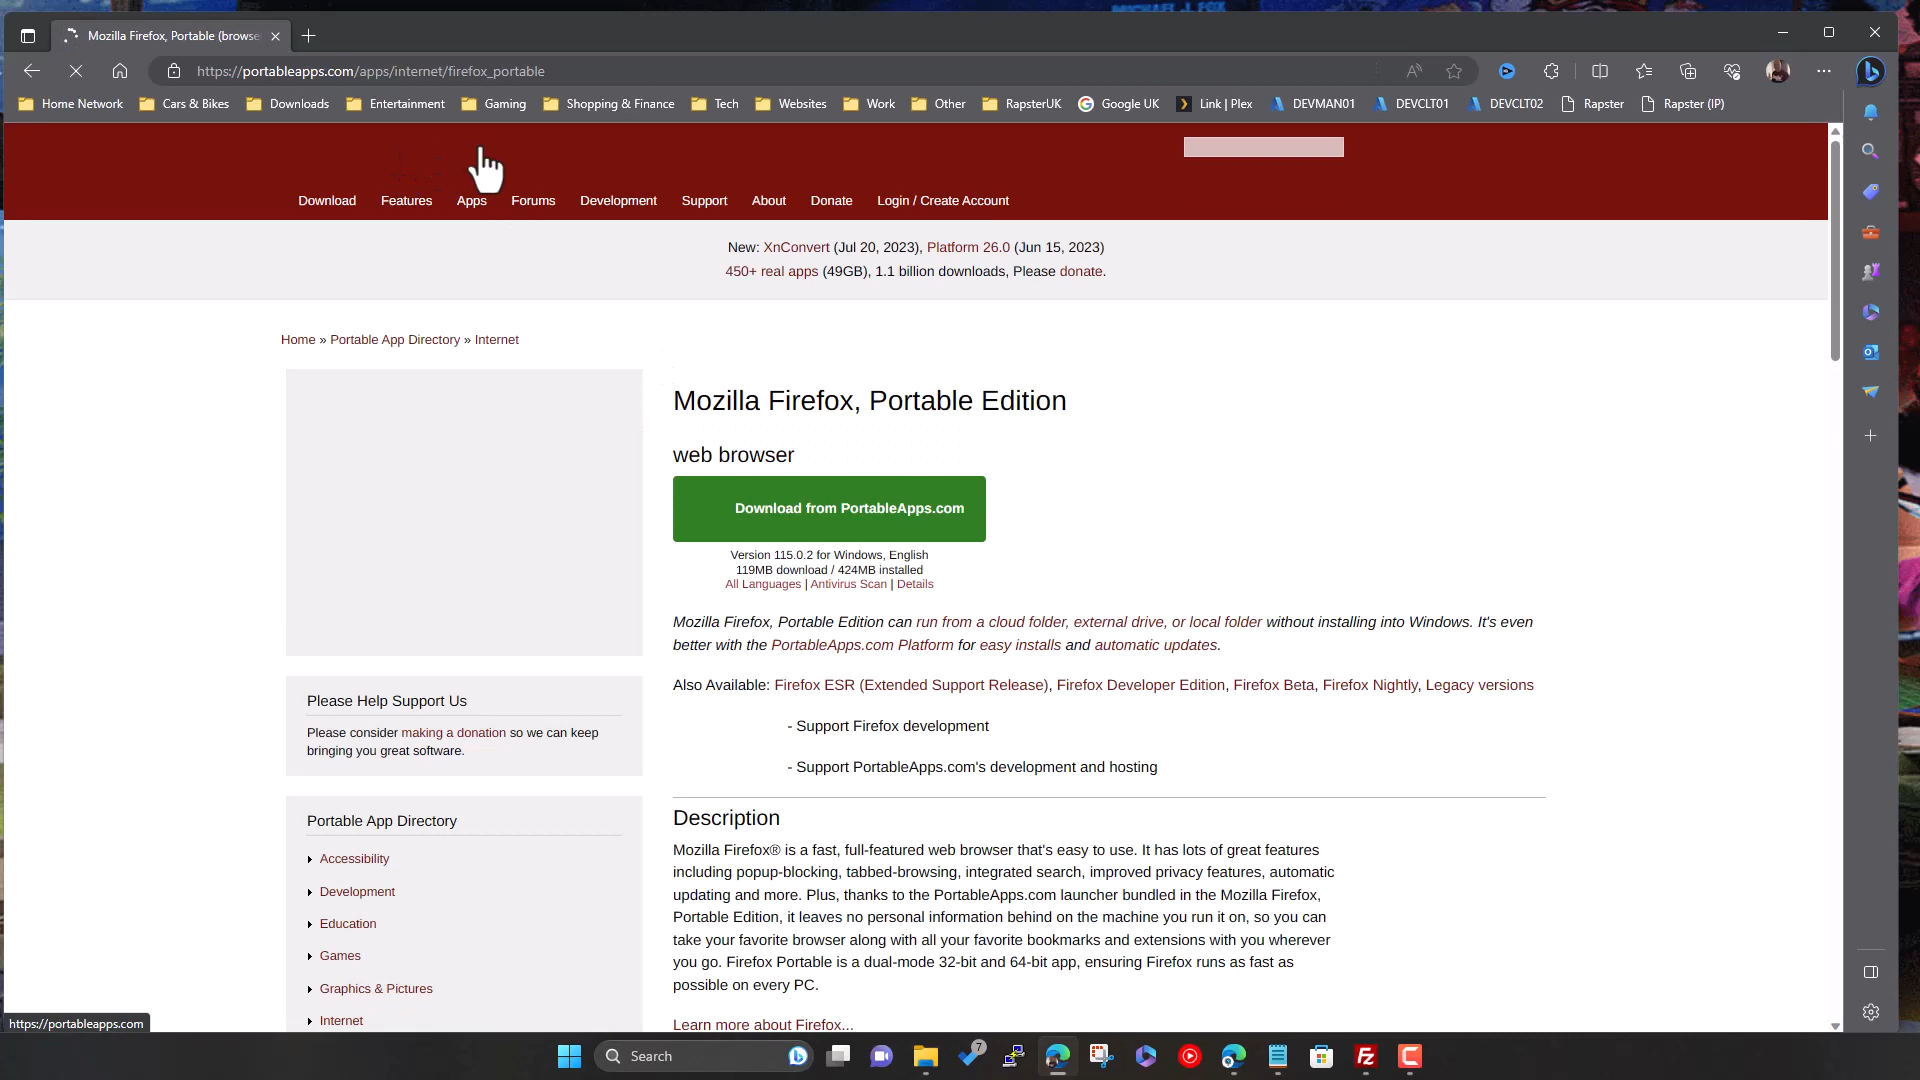 MICHAEL J. FOX
Mozilla Firefox, Portable (browse
https://portableapps.com/apps/internet/firefox_portable
Home Network
Cars & Bikes
Downloads
Entertainment
Gaming
Shopping & Finance
Tech
Websites
Work
Other
RapsterUK
Google UK
Link | Plex
DEVMAN01
DEVCLT01
DEVCLT02
Rapster
Rapster (IP)
Download
Features
Apps
Forums
Development
Support
About
Donate
Login / Create Account
New: XnConvert (Jul 20, 2023), Platform 26.0 (Jun 15, 2023)
450+ real apps (49GB), 1.1 billion downloads, Please donate.
Home » Portable App Directory » Internet
Mozilla Firefox, Portable Edition
web browser
Download from PortableApps.com
Version 115.0.2 for Windows, English
119MB download / 424MB installed
All Languages | Antivirus Scan | Details
Mozilla Firefox, Portable Edition can run from a cloud folder, external drive, or local folder without installing into Windows. It's even
better with the PortableApps.com Platform for easy installs and automatic updates.
Also Available: Firefox ESR (Extended Support Release), Firefox Developer Edition, Firefox Beta, Firefox Nightly, Legacy versions
- Support Firefox development
- Support PortableApps.com's development and hosting
Please Help Support Us
Please consider making a donation so we can keep
bringing you great software.
Portable App Directory
Accessibility
Development
Education
Games
Graphics & Pictures
Internet
Description
Mozilla Firefox® is a fast, full-featured web browser that's easy to use. It has lots of great features
including popup-blocking, tabbed-browsing, integrated search, improved privacy features, automatic
updating and more. Plus, thanks to the PortableApps.com launcher bundled in the Mozilla Firefox,
Portable Edition, it leaves no personal information behind on the machine you run it on, so you can
take your favorite browser along with all your favorite bookmarks and extensions with you wherever
you go. Firefox Portable is a dual-mode 32-bit and 64-bit app, ensuring Firefox runs as fast as
possible on every PC.
Learn more about Firefox...
https://portableapps.com
Search
7